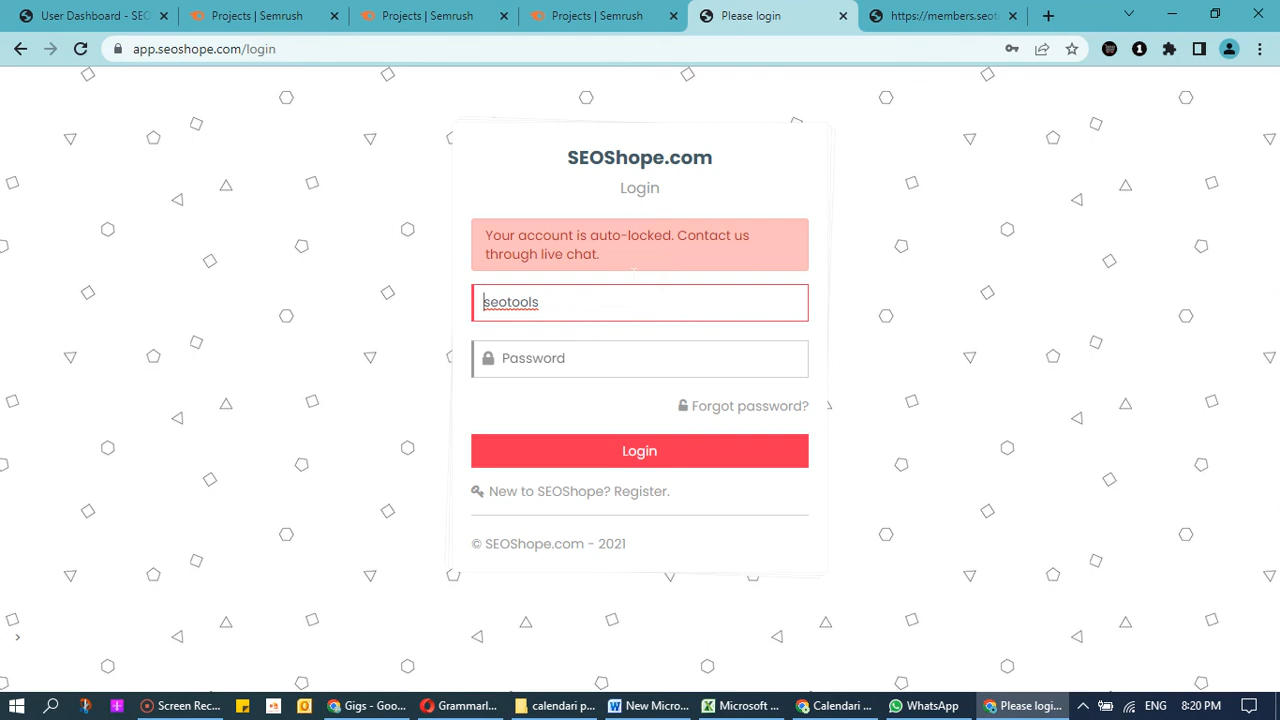 User Dashboard - SEO
Projects | Semrush
Projects | Semrush
Projects | Semrush
Please login
https://members.seot
app.seoshope.com/login
SEOShope.com
Login
Your account is auto-locked. Contact us
through live chat.
seotools
Password
Forgot password?
Login
New to SEOShope? Register.
© SEOShope.com - 2021
Screen Rec...
Gigs - Goo...
Grammarl...
calendari p...
New Micro...
Microsoft ...
Calendari ...
WhatsApp
Please logi...
ENG
8:20 PM